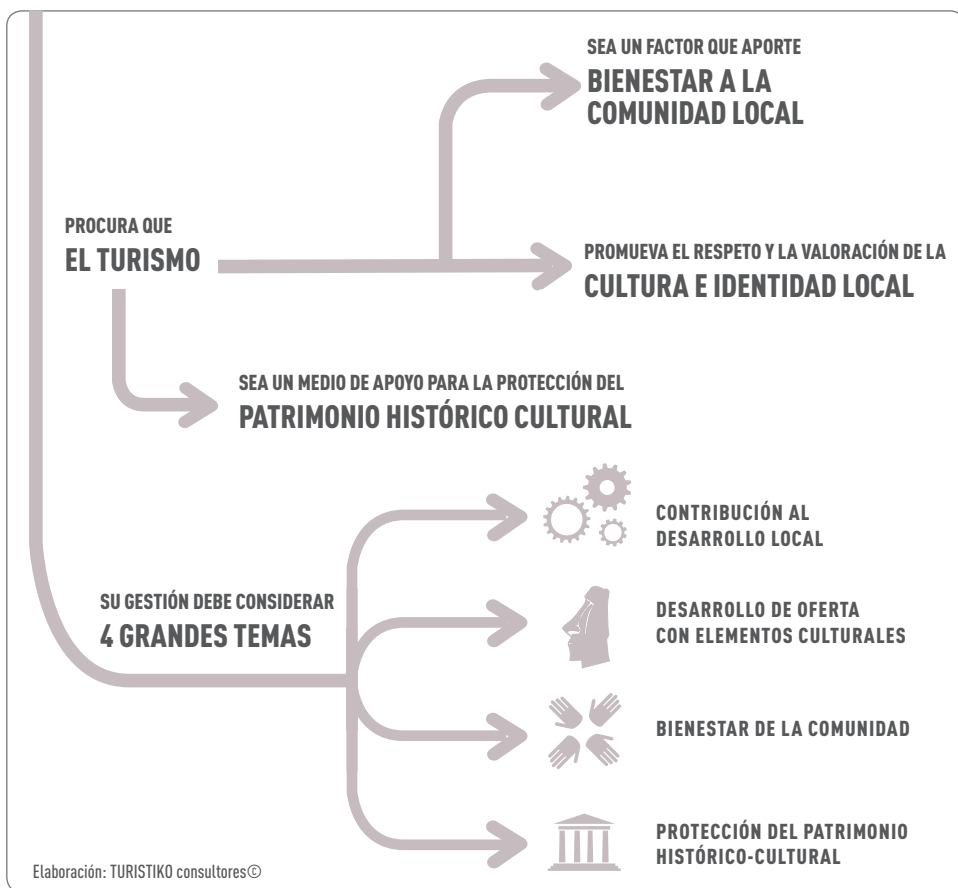 SEA UN FACTOR QUE APORTE
BIENESTAR A LA
COMUNIDAD LOCAL
PROCURA QUE
EL TURISMO
PROMUEVA EL RESPETO Y LA VALORACIÓN DE LA
CULTURA E IDENTIDAD LOCAL
SEA UN MEDIO DE APOYO PARA LA PROTECCIÓN DEL
PATRIMONIO HISTÓRICO CULTURAL
SU GESTIÓN DEBE CONSIDERAR
4 GRANDES TEMAS
CONTRIBUCIÓN AL
DESARROLLO LOCAL
DESARROLLO DE OFERTA
CON ELEMENTOS CULTURALES
BIENESTAR DE LA COMUNIDAD
PROTECCIÓN DEL PATRIMONIO
HISTÓRICO-CULTURAL
Elaboración: TURISTIKO consultores©